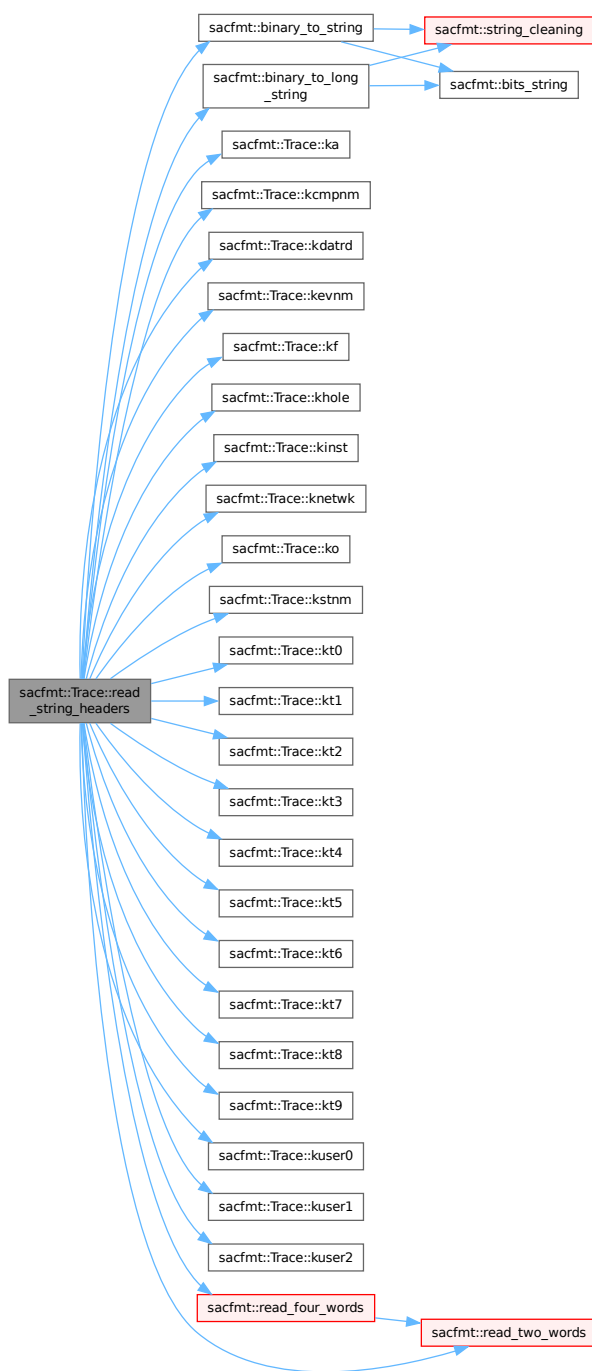 sacfmt::binary_to_string
sacfmt::string_cleaning
sacfmt::binary_to_long
_string
sacfmt::bits_string
sacfmt::Trace::ka
sacfmt::Trace::kcmpnm
sacfmt::Trace::kdatrd
sacfmt::Trace::kevnm
sacfmt::Trace::kf
sacfmt::Trace::khole
sacfmt::Trace::kinst
sacfmt::Trace::knetwk
sacfmt::Trace::ko
sacfmt::Trace::kstnm
sacfmt::Trace::kt0
sacfmt::Trace::read
_string_headers
sacfmt::Trace::kt1
sacfmt::Trace::kt2
sacfmt::Trace::kt3
sacfmt::Trace::kt4
sacfmt::Trace::kt5
sacfmt::Trace::kt6
sacfmt::Trace::kt7
sacfmt::Trace::kt8
sacfmt::Trace::kt9
sacfmt::Trace::kuser0
sacfmt::Trace::kuser1
sacfmt::Trace::kuser2
sacfmt::read_four_words
sacfmt::read_two_words